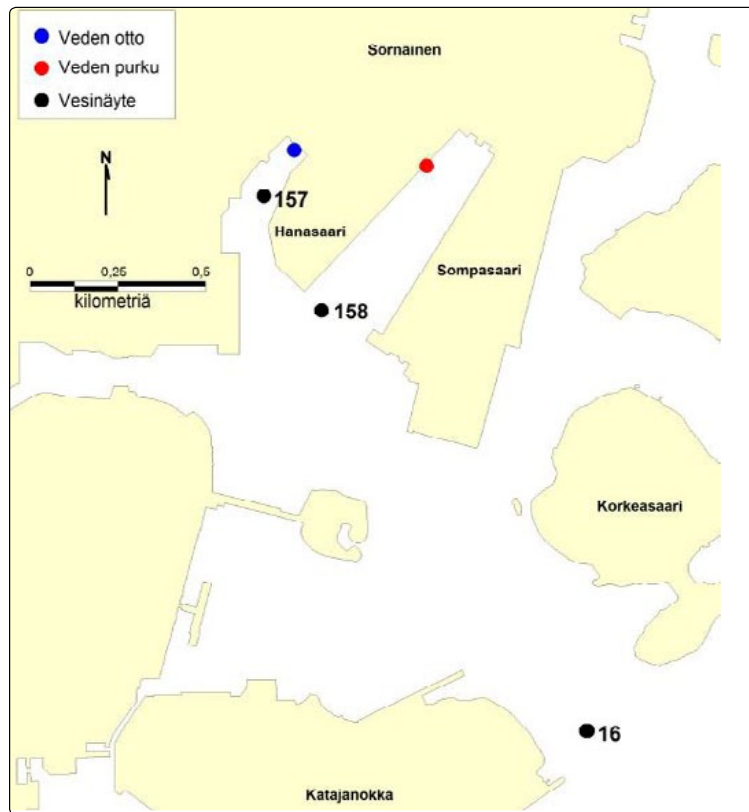 Veden otto
Veden purku
Vesinäyte
Sörnäinen
N
157
Hanasaari
Sompasaari
0 0,25 0,5
kilometriä
158
Korkeasaari
16
Katajanokka